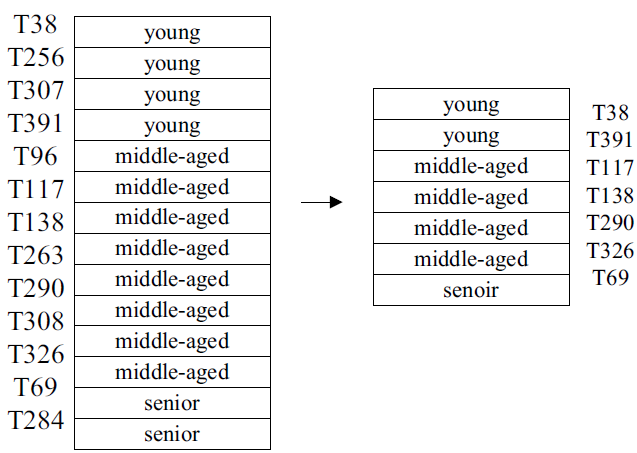 T38 young
T256 young
T307 young
T391 young
T96 middle-aged
T117 middle-aged
T138 middle-aged
T263 middle-aged
T290 middle-aged
T308 middle-aged
T326 middle-aged
T69 senior
T284 senior
young T38
young T391
middle-aged T117
middle-aged T138
middle-aged T290
middle-aged T326
senoir T69